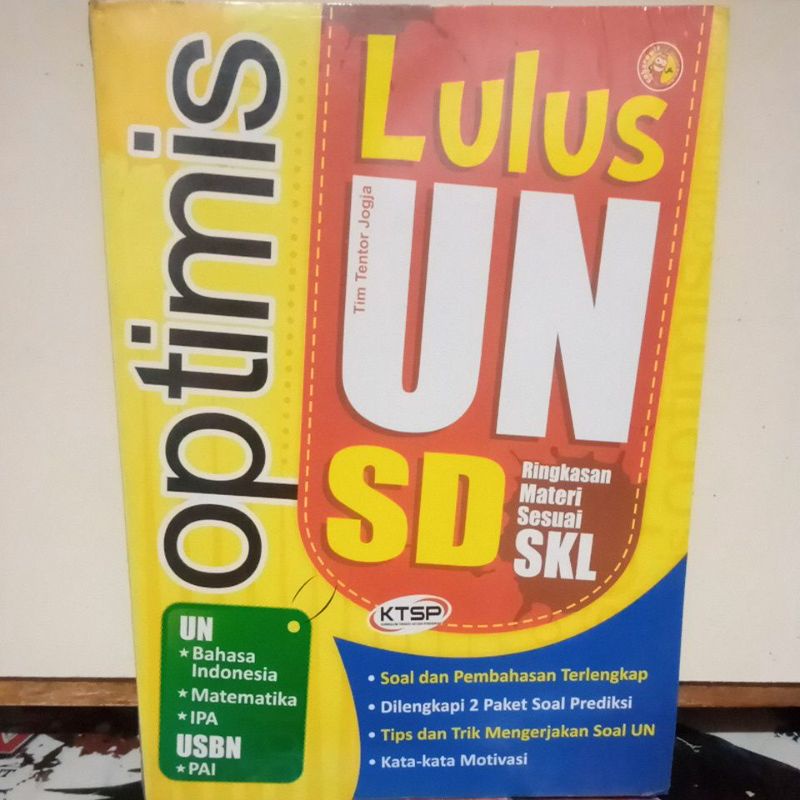 optimis
Lulus
UN
SD
Tim Tentor Jogja
Ringkasan
Materi
Sesuai
SKL
KTSP
UN
★ Bahasa
Indonesia
★ Matematika
★ IPA
USBN
★ PAI
• Soal dan Pembahasan Terlengkap
• Dilengkapi 2 Paket Soal Prediksi
• Tips dan Trik Mengerjakan Soal UN
• Kata-kata Motivasi